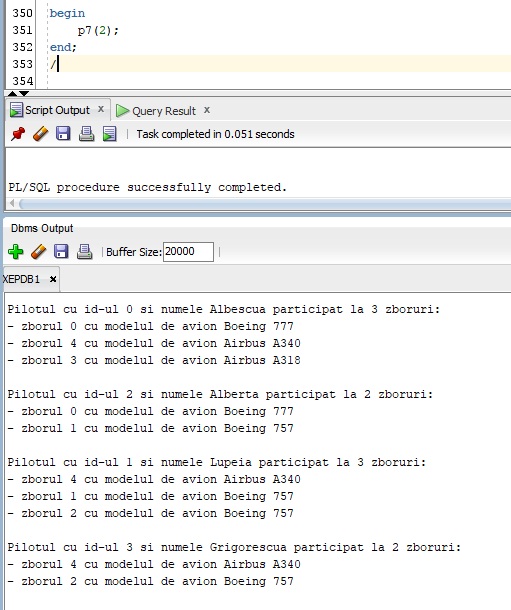 350 begin
351 p7(2);
352 end;
353 /
354
Script Output x Query Result x
Task completed in 0.051 seconds
PL/SQL procedure successfully completed.
Dbms Output
Buffer Size: 20000
XEPDB1 x
Pilotul cu id-ul 0 si numele Albescua participat la 3 zboruri:
- zborul 0 cu modelul de avion Boeing 777
- zborul 4 cu modelul de avion Airbus A340
- zborul 3 cu modelul de avion Airbus A318
Pilotul cu id-ul 2 si numele Alberta participat la 2 zboruri:
- zborul 0 cu modelul de avion Boeing 777
- zborul 1 cu modelul de avion Boeing 757
Pilotul cu id-ul 1 si numele Lupeia participat la 3 zboruri:
- zborul 4 cu modelul de avion Airbus A340
- zborul 1 cu modelul de avion Boeing 757
- zborul 2 cu modelul de avion Boeing 757
Pilotul cu id-ul 3 si numele Grigorescua participat la 2 zboruri:
- zborul 4 cu modelul de avion Airbus A340
- zborul 2 cu modelul de avion Boeing 757